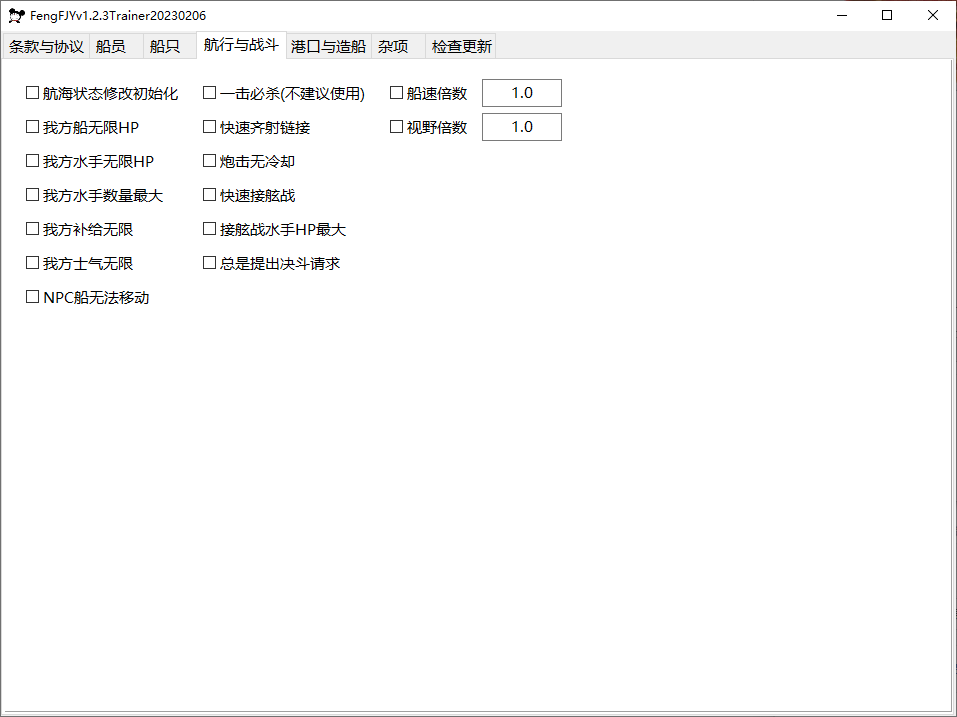 FengFJYv1.2.3Trainer20230206
条款与协议 船员 船只 航行与战斗 港口与造船 杂项 检查更新
航海状态修改初始化 一击必杀(不建议使用) 船速倍数 1.0
我方船无限HP 快速齐射链接 视野倍数 1.0
我方水手无限HP 炮击无冷却
我方水手数量最大 快速接舷战
我方补给无限 接舷战水手HP最大
我方士气无限 总是提出决斗请求
NPC船无法移动